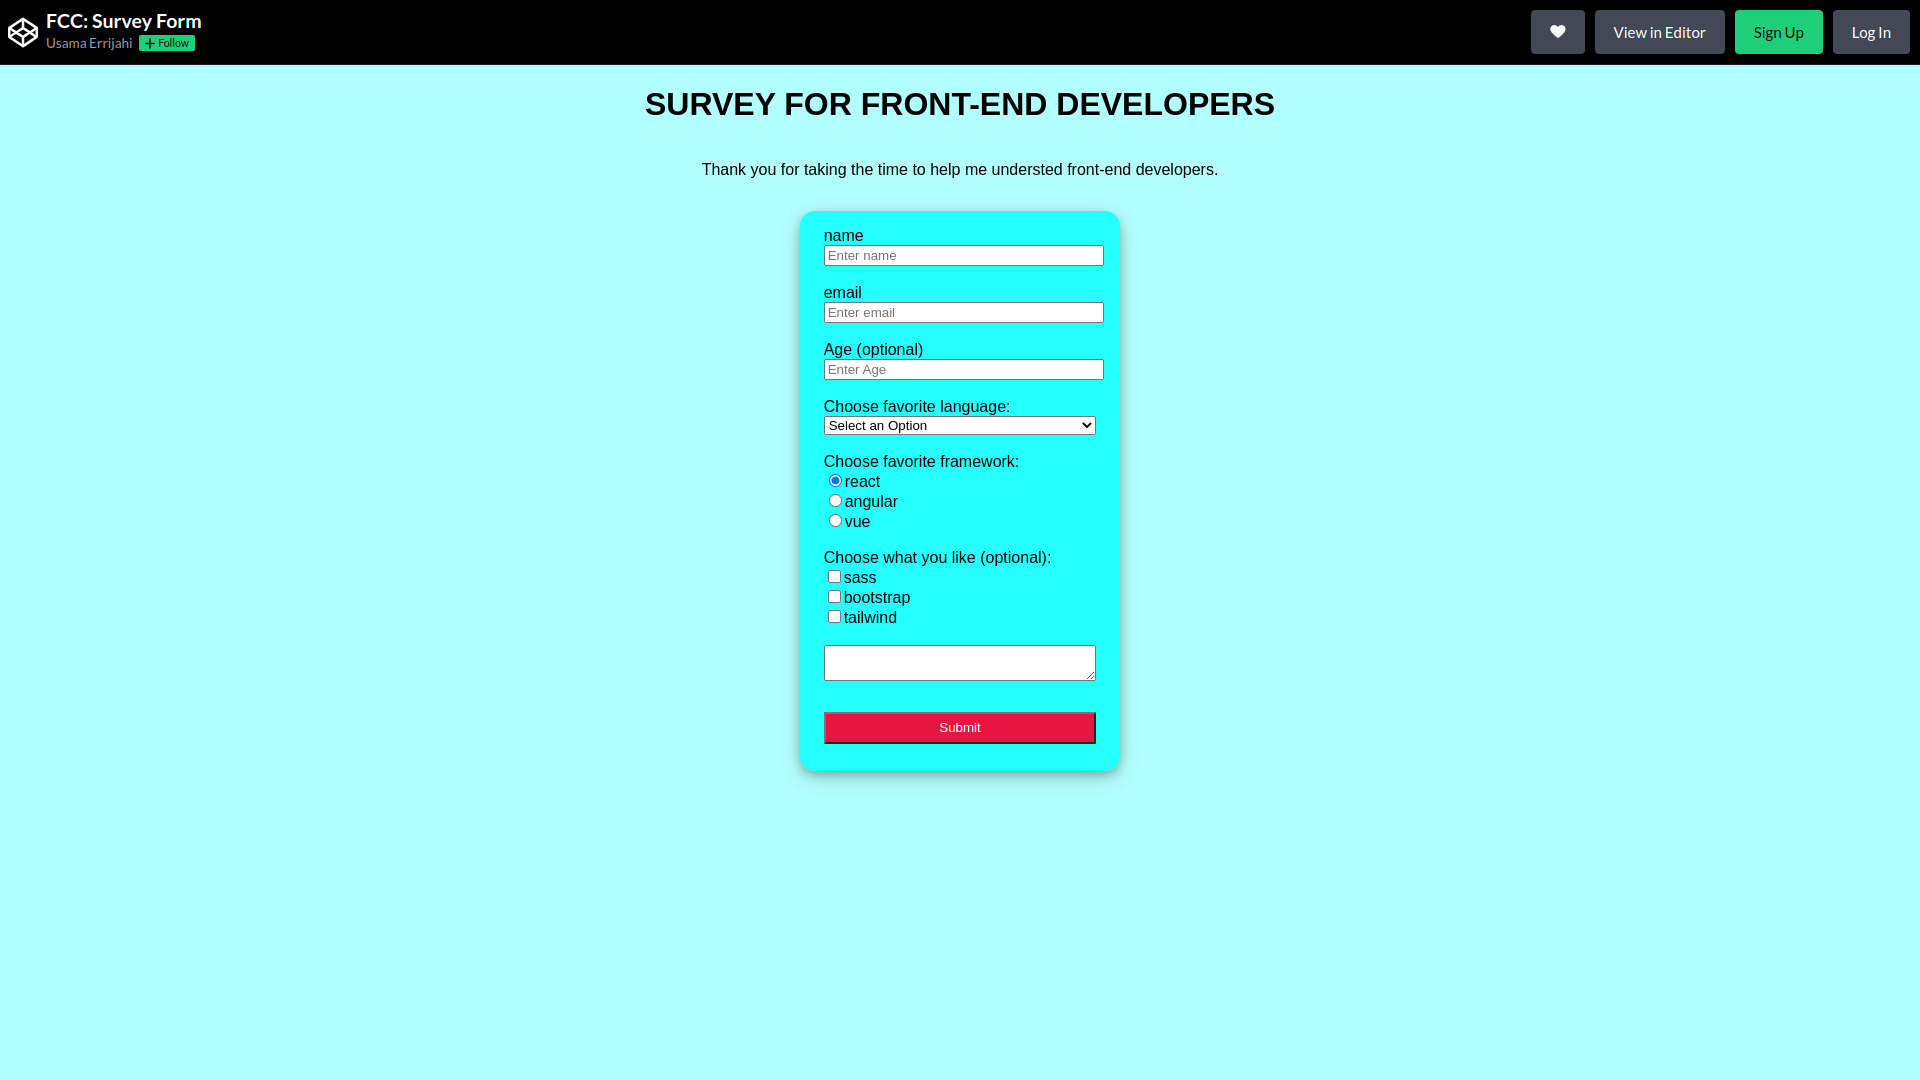 FCC: Survey Form
Usama Errijahi
Follow
View in Editor
Sign Up
Log In
SURVEY FOR FRONT-END DEVELOPERS
Thank you for taking the time to help me understed front-end developers.
name
Enter name
email
Enter email
Age (optional)
Enter Age
Choose favorite language:
Select an Option
Choose favorite framework:
react
angular
vue
Choose what you like (optional):
sass
bootstrap
tailwind
Submit